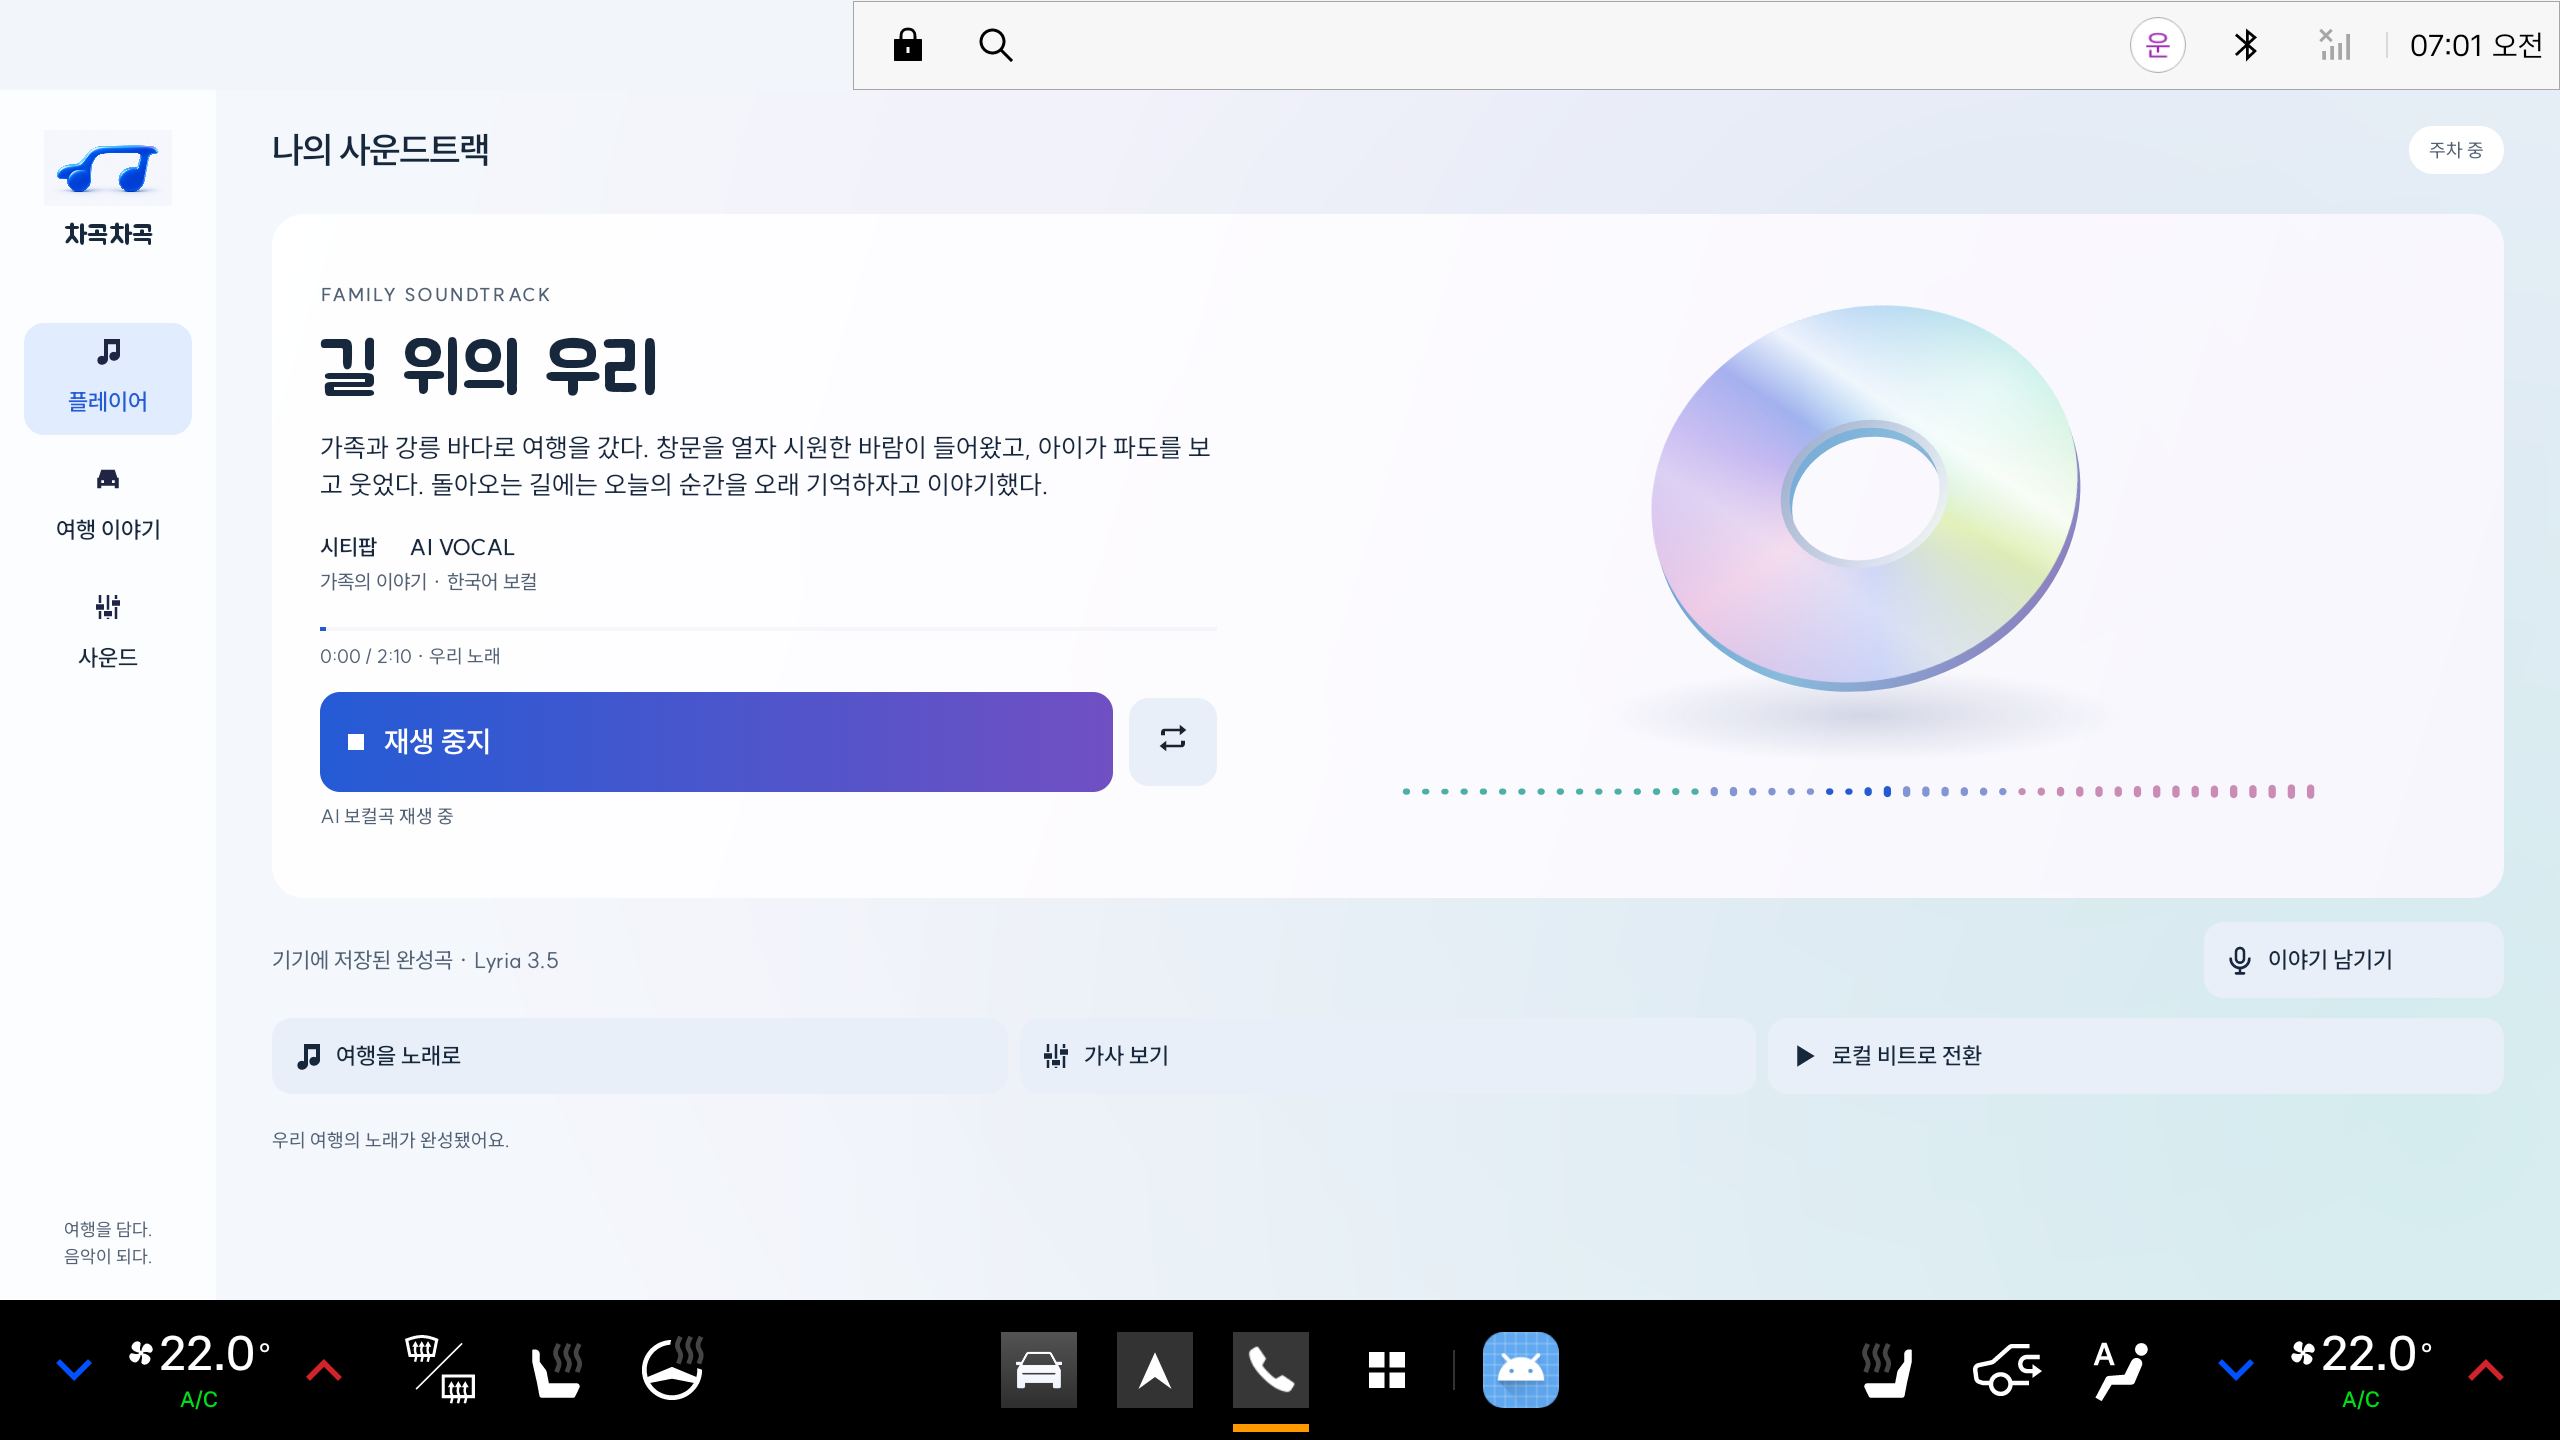 운
07:01 오전
차곡차곡
나의 사운드트랙
주차 중
플레이어
여행 이야기
사운드
FAMILY SOUNDTRACK
길 위의 우리
가족과 강릉 바다로 여행을 갔다. 창문을 열자 시원한 바람이 들어왔고, 아이가 파도를 보
고 웃었다. 돌아오는 길에는 오늘의 순간을 오래 기억하자고 이야기했다.
시티팝 AI VOCAL
가족의 이야기 · 한국어 보컬
0:00 / 2:10 · 우리 노래
재생 중지
AI 보컬곡 재생 중
기기에 저장된 완성곡 · Lyria 3.5
이야기 남기기
여행을 노래로
가사 보기
로컬 비트로 전환
우리 여행의 노래가 완성됐어요.
여행을 담다.
음악이 되다.
22.0°
A/C
A
22.0°
A/C